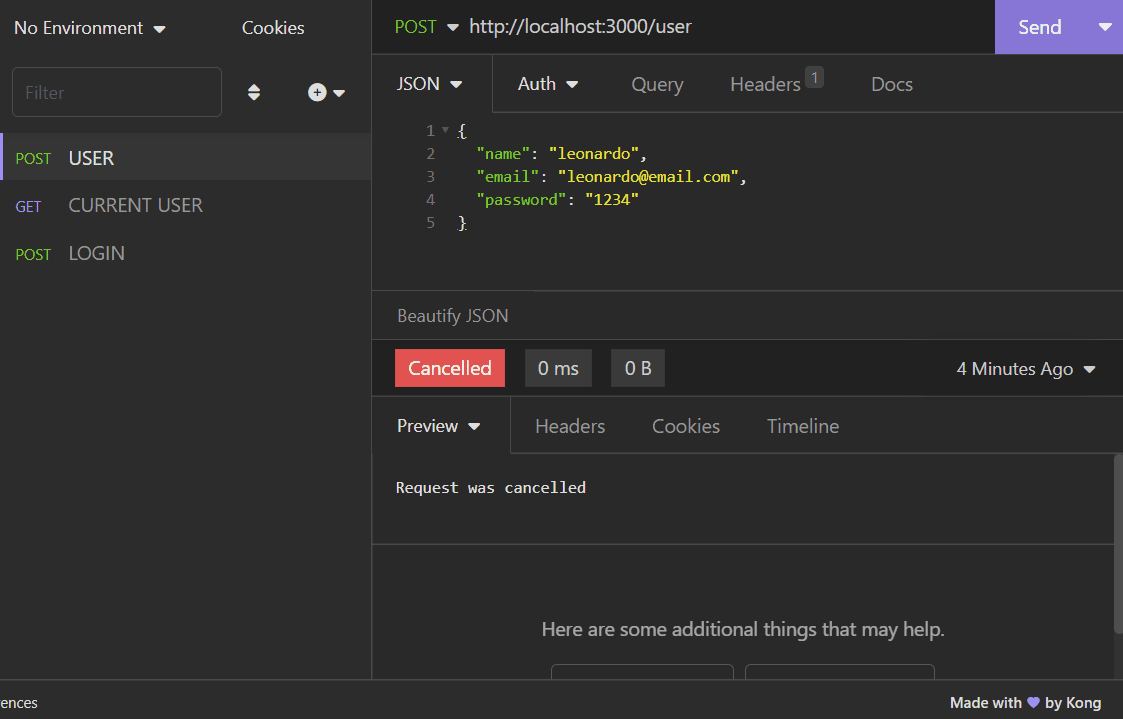 No Environment
Cookies
Filter
POST USER
GET CURRENT USER
POST LOGIN
POST http://localhost:3000/user Send
JSON Auth Query Headers 1 Docs
1 {
2 "name": "leonardo",
3 "email": "leonardo@email.com",
4 "password": "1234"
5 }
Beautify JSON
Cancelled 0 ms 0 B 4 Minutes Ago
Preview Headers Cookies Timeline
Request was cancelled
Here are some additional things that may help.
ences
Made with 💜 by Kong